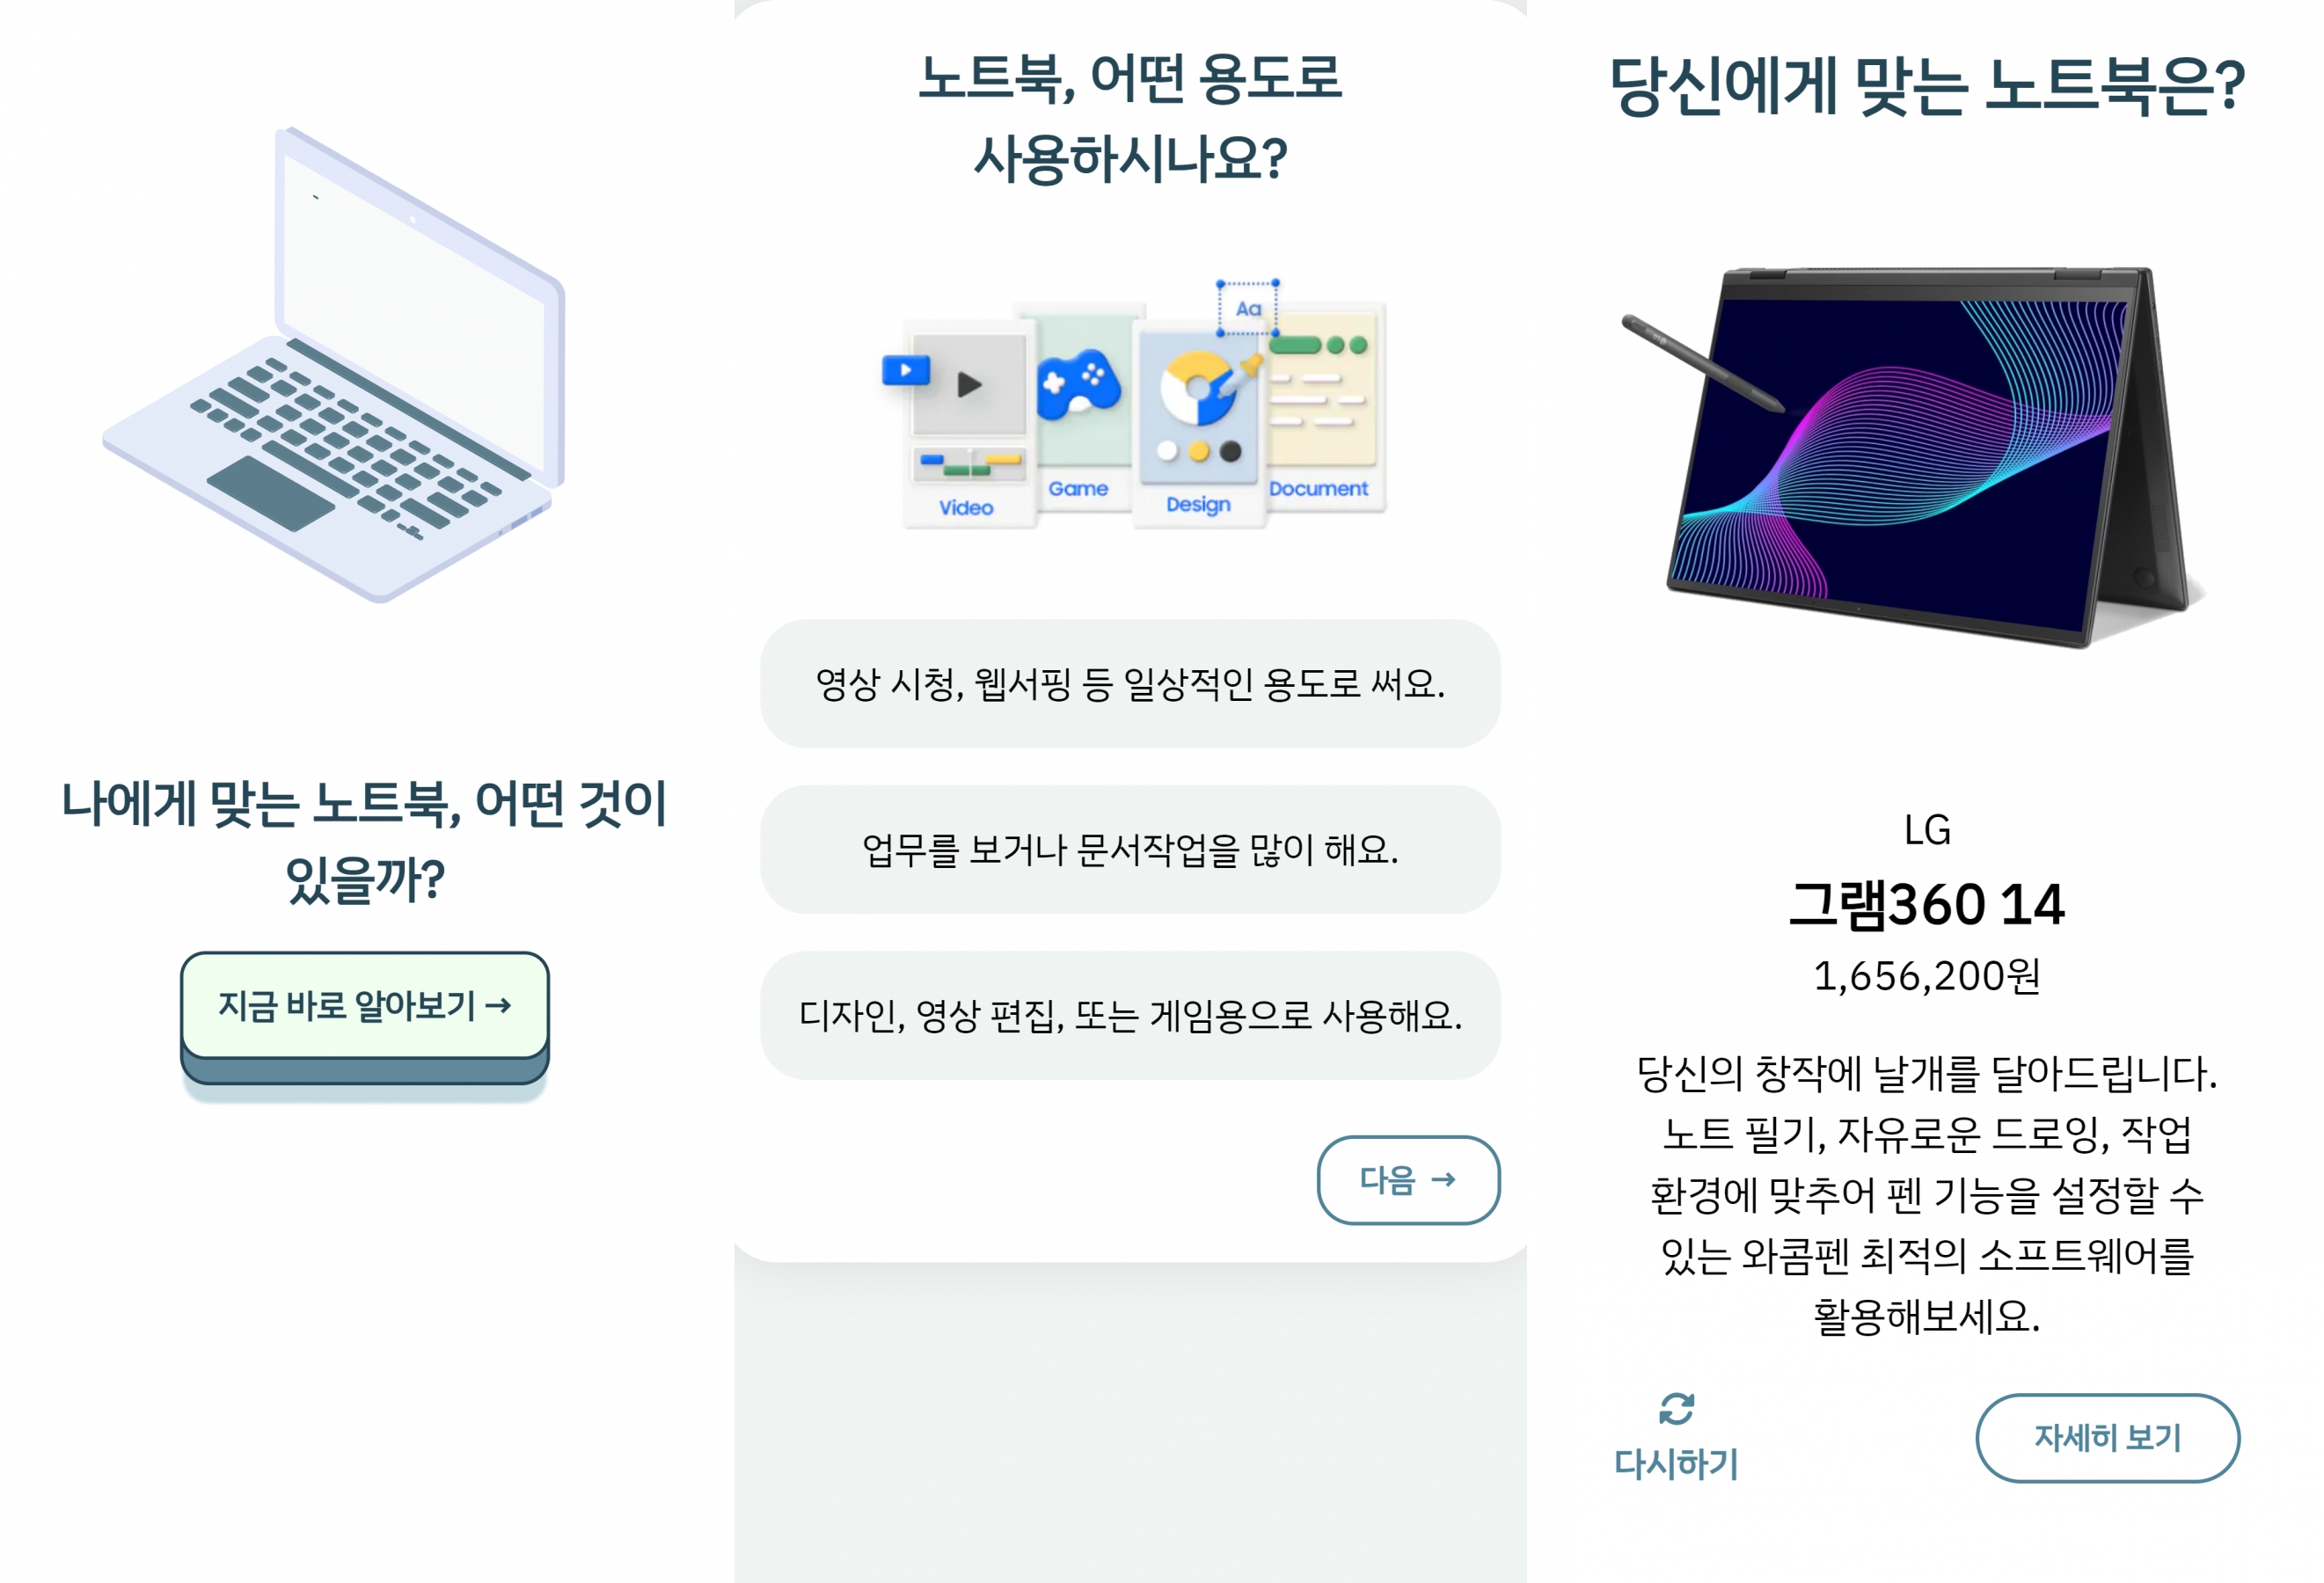 나에게 맞는 노트북, 어떤 것이
있을까?
지금 바로 알아보기 →
노트북, 어떤 용도로
사용하시나요?
Aa
Video
Game
Design
Document
영상 시청, 웹서핑 등 일상적인 용도로 써요.
업무를 보거나 문서작업을 많이 해요.
디자인, 영상 편집, 또는 게임용으로 사용해요.
다음 →
당신에게 맞는 노트북은?
LG
그램360 14
1,656,200원
당신의 창작에 날개를 달아드립니다.
노트 필기, 자유로운 드로잉, 작업
환경에 맞추어 펜 기능을 설정할 수
있는 와콤펜 최적의 소프트웨어를
활용해보세요.
다시하기
자세히 보기